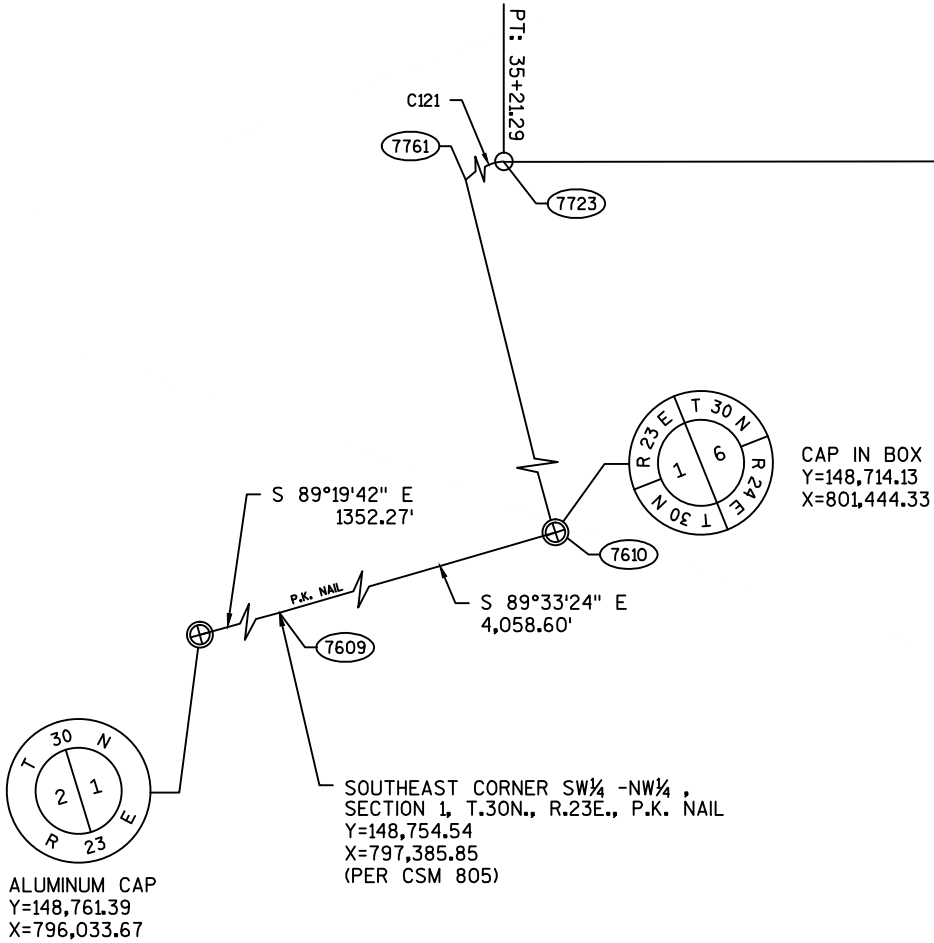 PT: 35+21.29
C121
7761
7723
T 30 N
R 23 E
1
6
R 24 E
T 30 N
CAP IN BOX
Y=148,714.13
X=801,444.33
S 89°19'42" E
1352.27'
7610
P.K. NAIL
S 89°33'24" E
4,058.60'
7609
T 30 N
2
1
R 23 E
SOUTHEAST CORNER SW¼ -NW¼ ,
SECTION 1, T.30N., R.23E., P.K. NAIL
Y=148,754.54
X=797,385.85
(PER CSM 805)
ALUMINUM CAP
Y=148,761.39
X=796,033.67